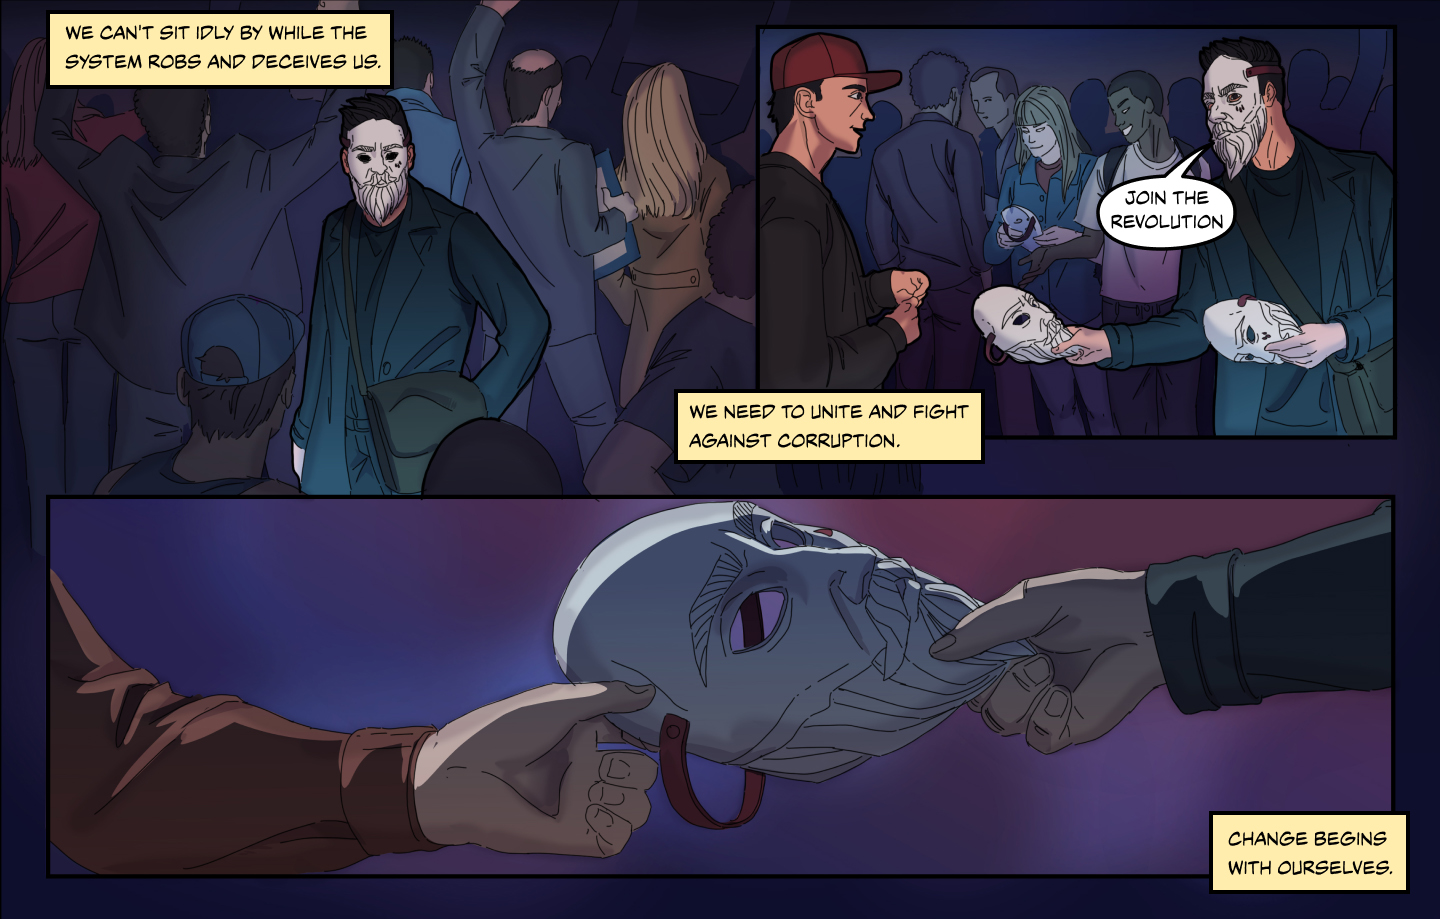 WE CAN'T SIT IDLY BY WHILE THE
SYSTEM ROBS AND DECEIVES US.
JOIN THE
REVOLUTION
WE NEED TO UNITE AND FIGHT
AGAINST CORRUPTION.
CHANGE BEGINS
WITH OURSELVES.